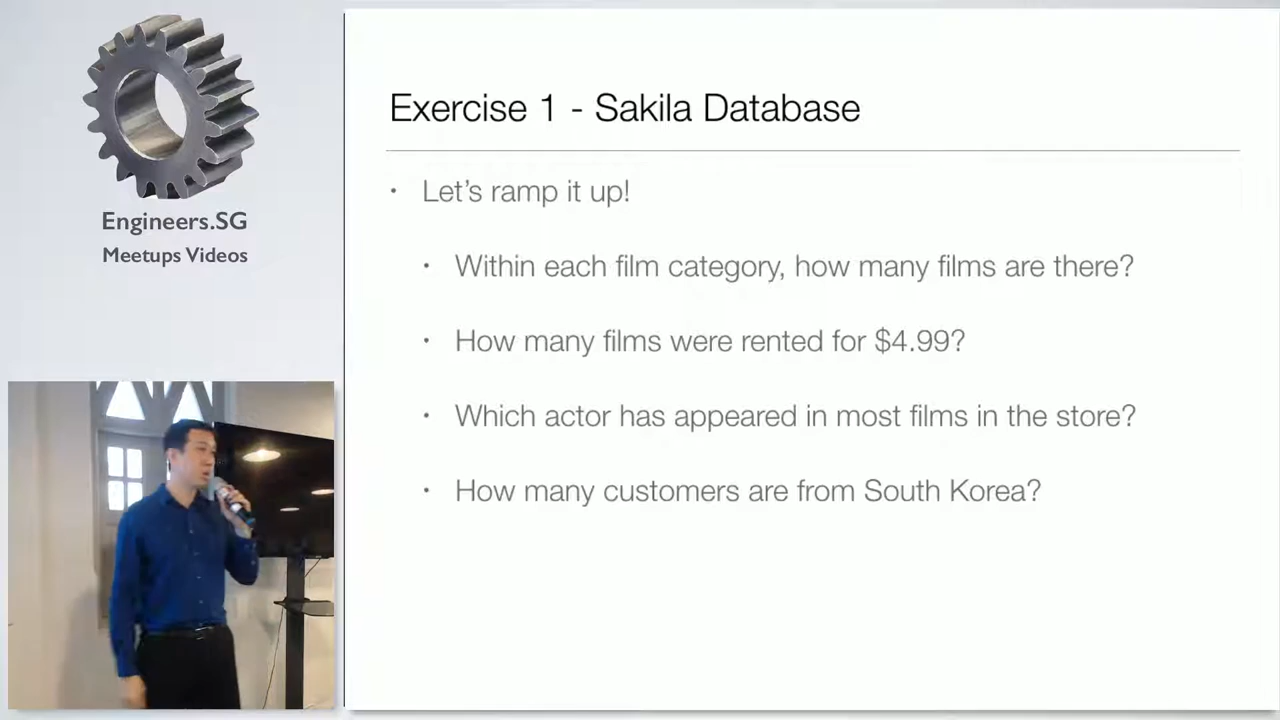 Engineers.SG
Meetups Videos
Exercise 1 - Sakila Database
• Let’s ramp it up!
• Within each film category, how many films are there?
• How many films were rented for $4.99?
• Which actor has appeared in most films in the store?
• How many customers are from South Korea?